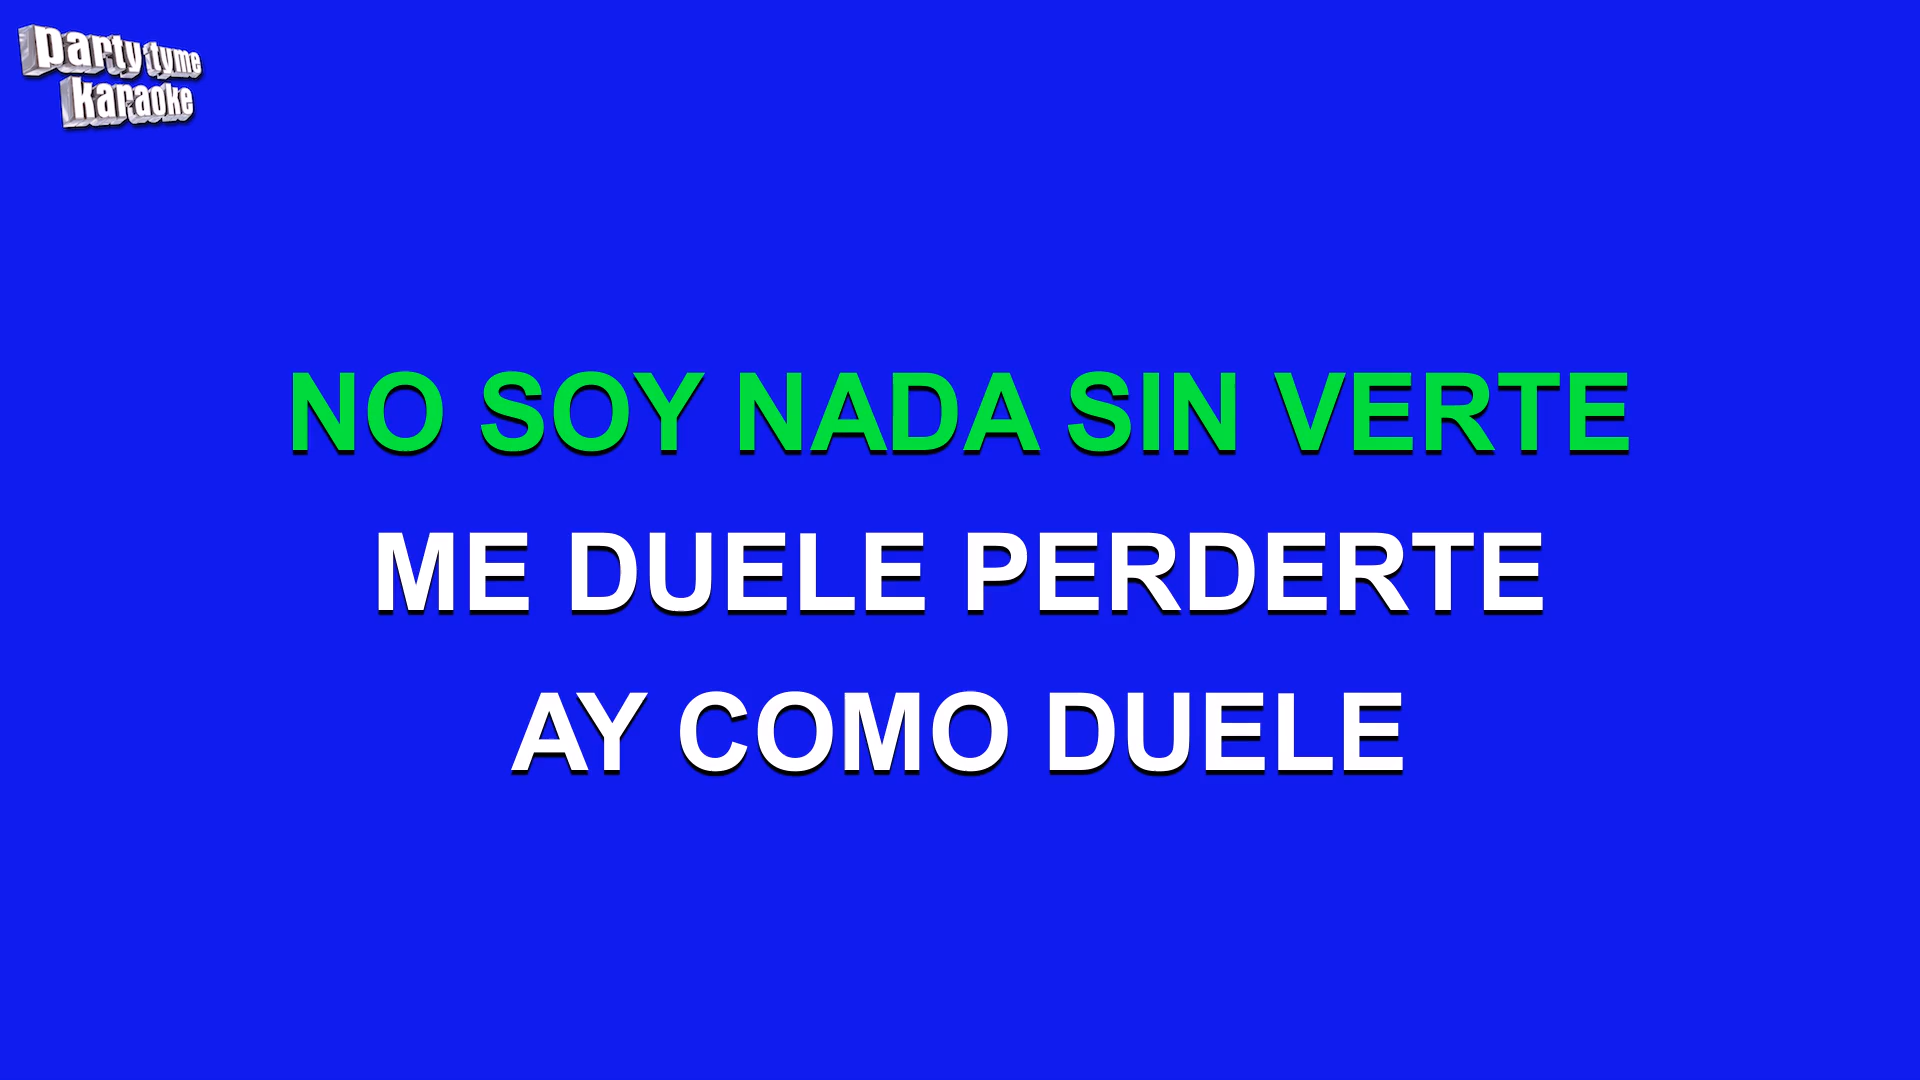 party tyme
karaoke
NO SOY NADA SIN VERTE
ME DUELE PERDERTE
AY COMO DUELE